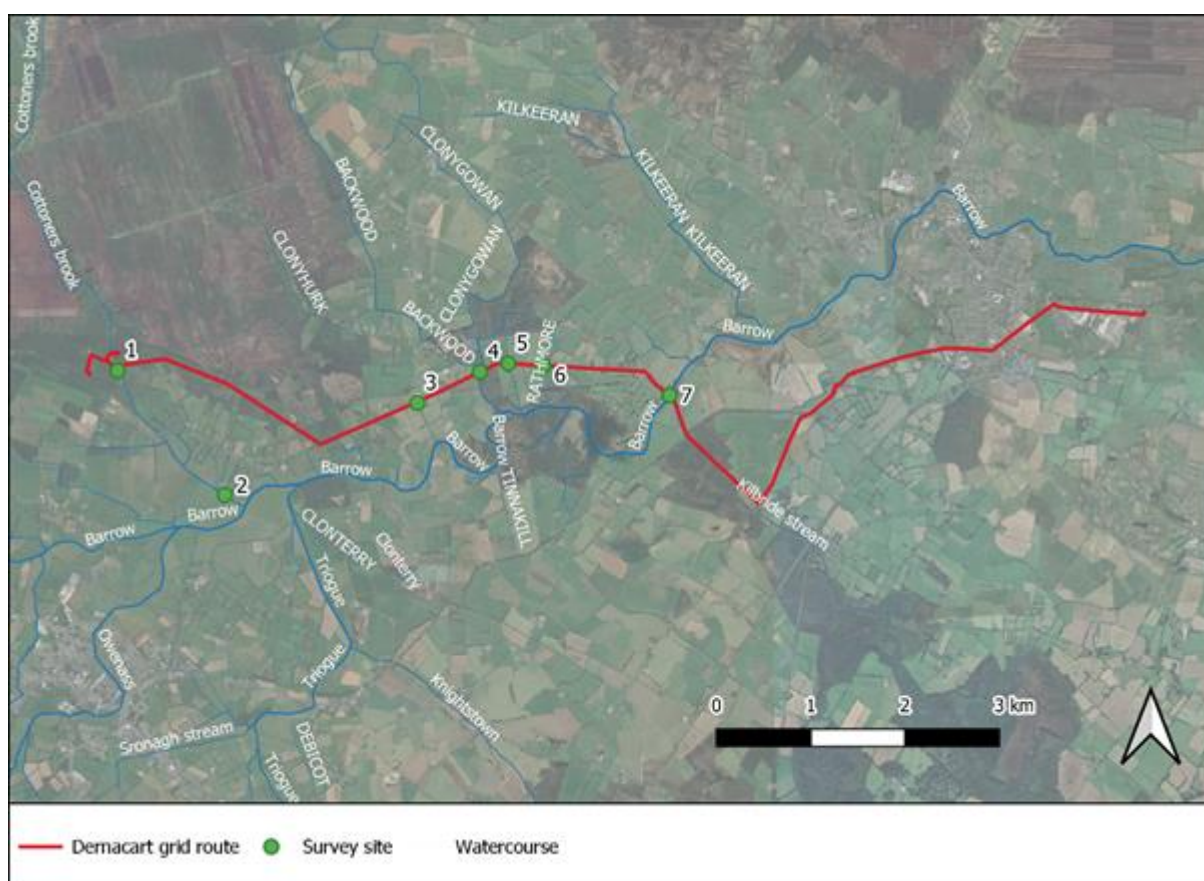 Cottoners brook
Cottoners brook
KILKEERAN
CLONYGOWAN
BACKWOOD
KILKEERAN KILKEERAN
Barrow
CLONYHURK
CLONYGOWAN
BACKWOOD
RATHMORE
Barrow
1
3
4
5
6
7
2
Barrow
Barrow
Barrow
Barrow TINNAKILL
Barrow
Barrow
Kilbride stream
CLONTERRY
Clonterry
Triogue
Owenass
Triogue
Knightstown
Sronagh stream
DEBICOT
Triogue
0 1 2 3 km
Dernacart grid route Survey site Watercourse